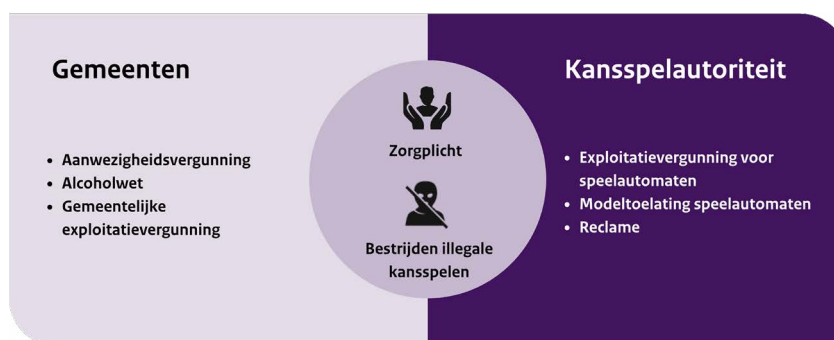 Gemeenten
• Aanwezigheidsvergunning
• Alcoholwet
• Gemeentelijke
exploitatievergunning
Zorgplicht
Bestrijden illegale
kansspelen
Kansspelautoriteit
• Exploitatievergunning voor
speelautomaten
• Modeltoelating speelautomaten
• Reclame